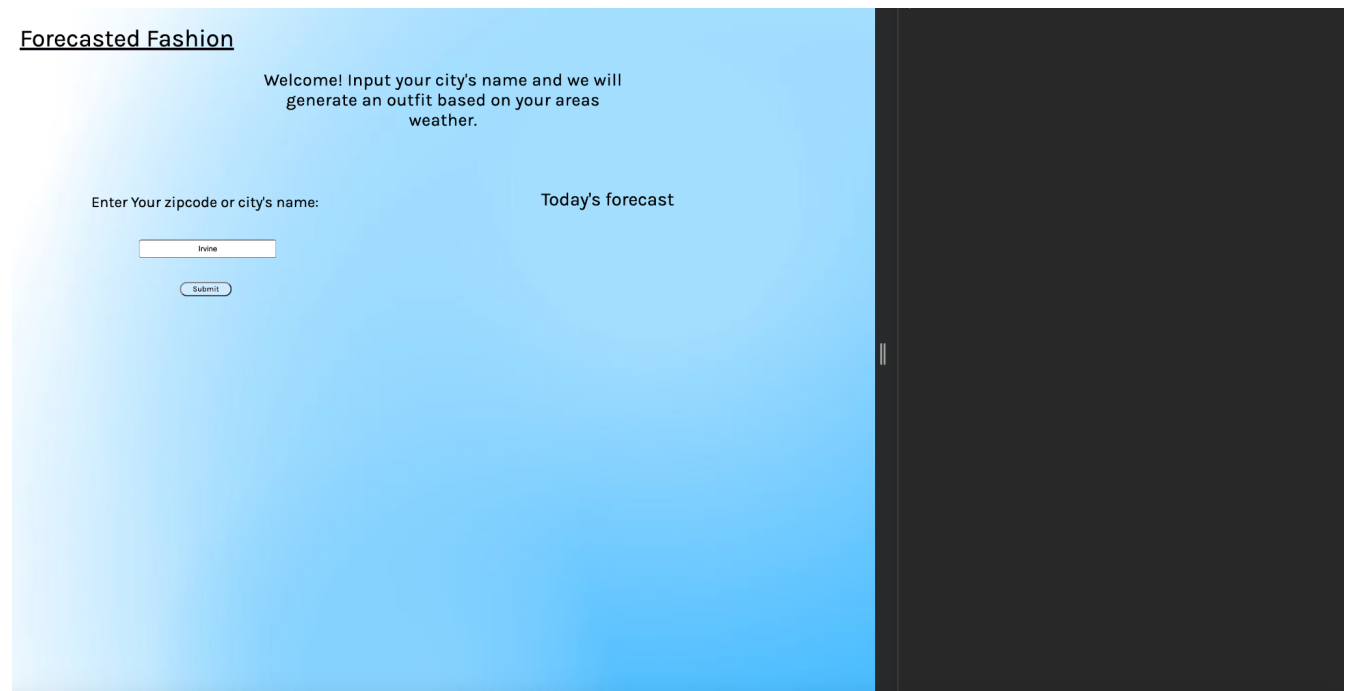 Forecasted Fashion
Welcome! Input your city's name and we will
generate an outfit based on your areas
weather.
Enter Your zipcode or city's name:
Today's forecast
Irvine
Submit